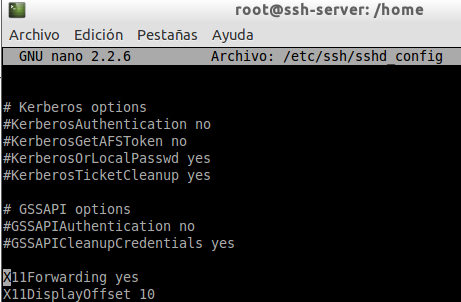 root@ssh-server: /home
Archivo Edición Pestañas Ayuda
GNU nano 2.2.6 Archivo: /etc/ssh/sshd_config
# Kerberos options
#KerberosAuthentication no
#KerberosGetAFSToken no
#KerberosOrLocalPasswd yes
#KerberosTicketCleanup yes
# GSSAPI options
#GSSAPIAuthentication no
#GSSAPICleanupCredentials yes
X11Forwarding yes
X11DisplayOffset 10